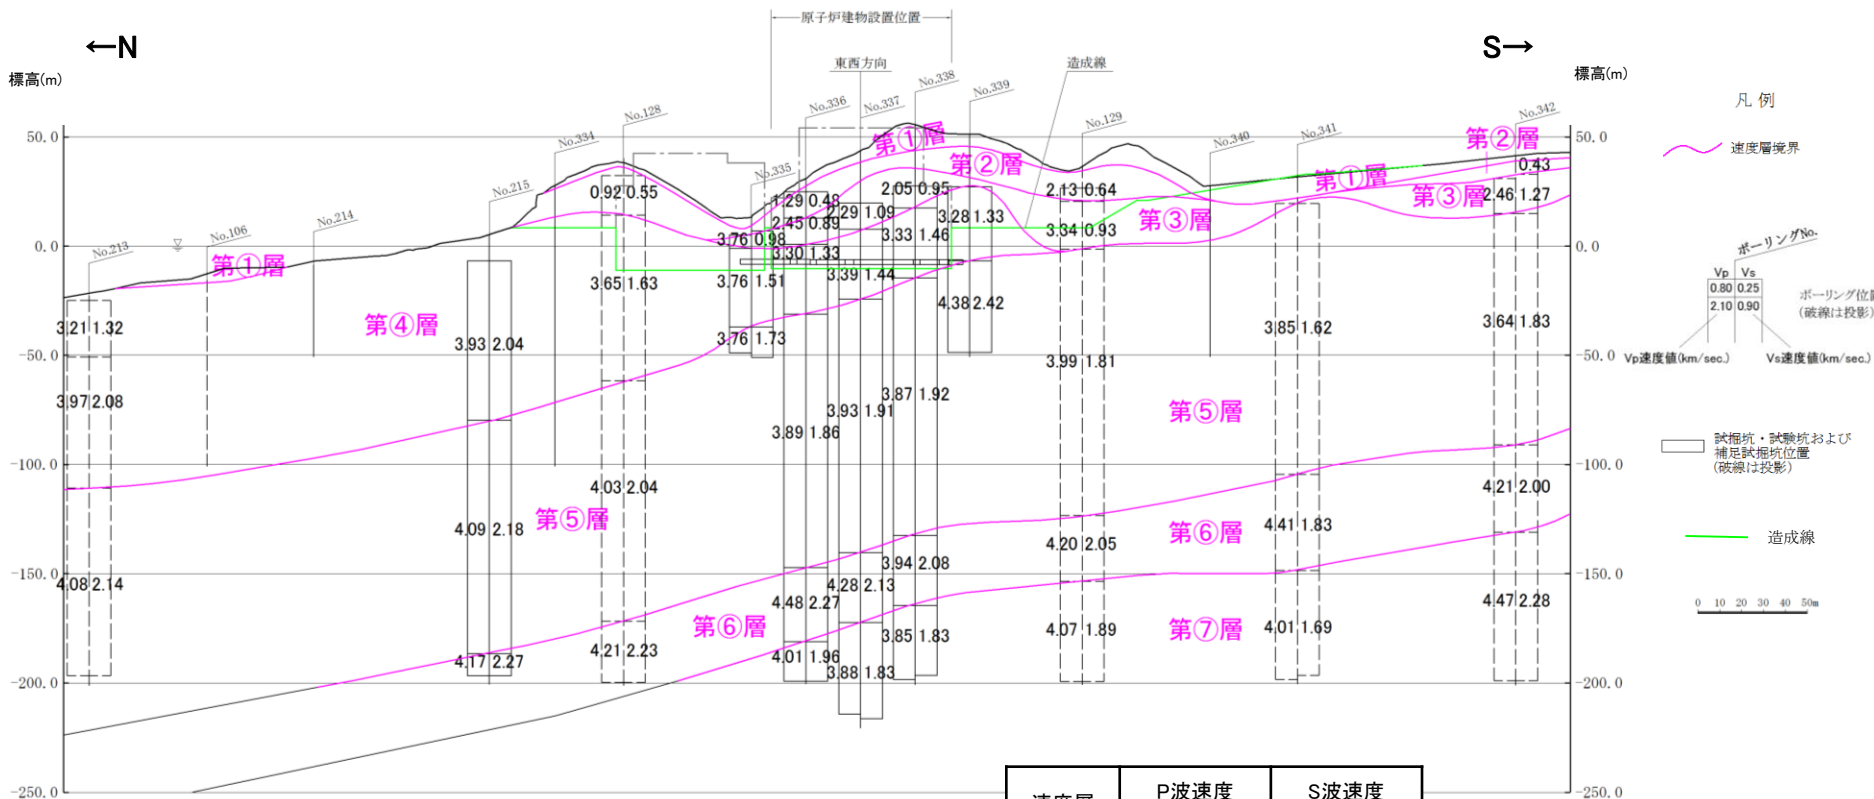 原子炉建物設置位置
←N
S→
標高(m)
標高(m)
東西方向
造成線
No.213
No.106
No.214
No.215
No.334
No.128
No.335
No.336
No.337
No.338
No.339
No.129
No.340
No.341
No.342
50.0
0.0
-50.0
-100.0
-150.0
-200.0
-250.0
50.0
0.0
-50.0
-100.0
-150.0
-200.0
-250.0
第①層
第①層
第①層
第②層
第②層
第③層
第③層
第④層
第⑤層
第⑤層
第⑥層
第⑥層
第⑦層
3.21 1.32
3.97 2.08
4.08 2.14
3.93 2.04
4.09 2.18
4.17 2.27
0.92 0.55
3.65 1.63
4.03 2.04
4.21 2.23
3.76 0.98
3.76 1.51
3.76 1.73
1.29 0.48
2.45 0.89
3.30 1.33
3.89 1.86
4.48 2.27
4.01 1.96
2.29 1.09
3.39 1.44
3.93 1.91
4.28 2.13
3.88 1.83
2.05 0.95
3.33 1.46
3.87 1.92
3.94 2.08
3.85 1.83
3.28 1.33
4.38 2.42
2.13 0.64
3.34 0.93
3.99 1.81
4.20 2.05
4.07 1.89
3.85 1.62
4.41 1.83
4.01 1.69
0.43
2.46 1.27
3.64 1.83
4.21 2.00
4.47 2.28
凡 例
速度層境界
ボーリングNo.
Vp Vs
0.80 0.25
2.10 0.90
ボーリング位置
(破線は投影)
Vp速度値(km/sec.)
Vs速度値(km/sec.)
試掘坑・試験坑および
補足試掘坑位置
(破線は投影)
造成線
0 10 20 30 40 50m
速度層
P波速度
S波速度